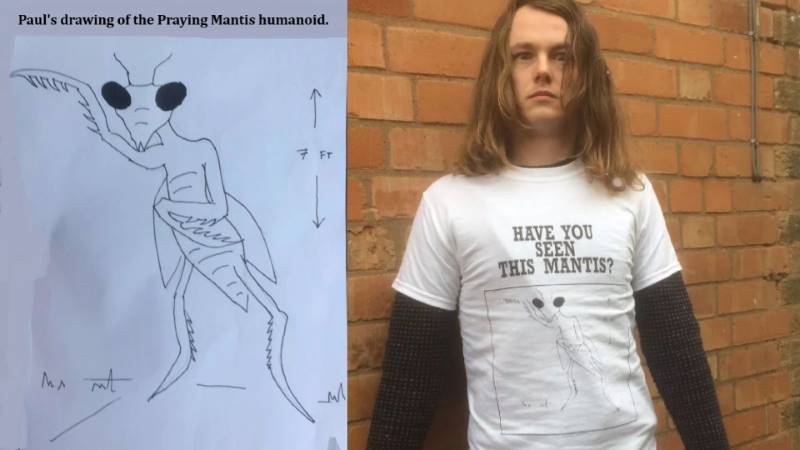 Paul's drawing of the Praying Mantis humanoid.
7 FT
HAVE YOU
SEEN
THIS MANTIS?